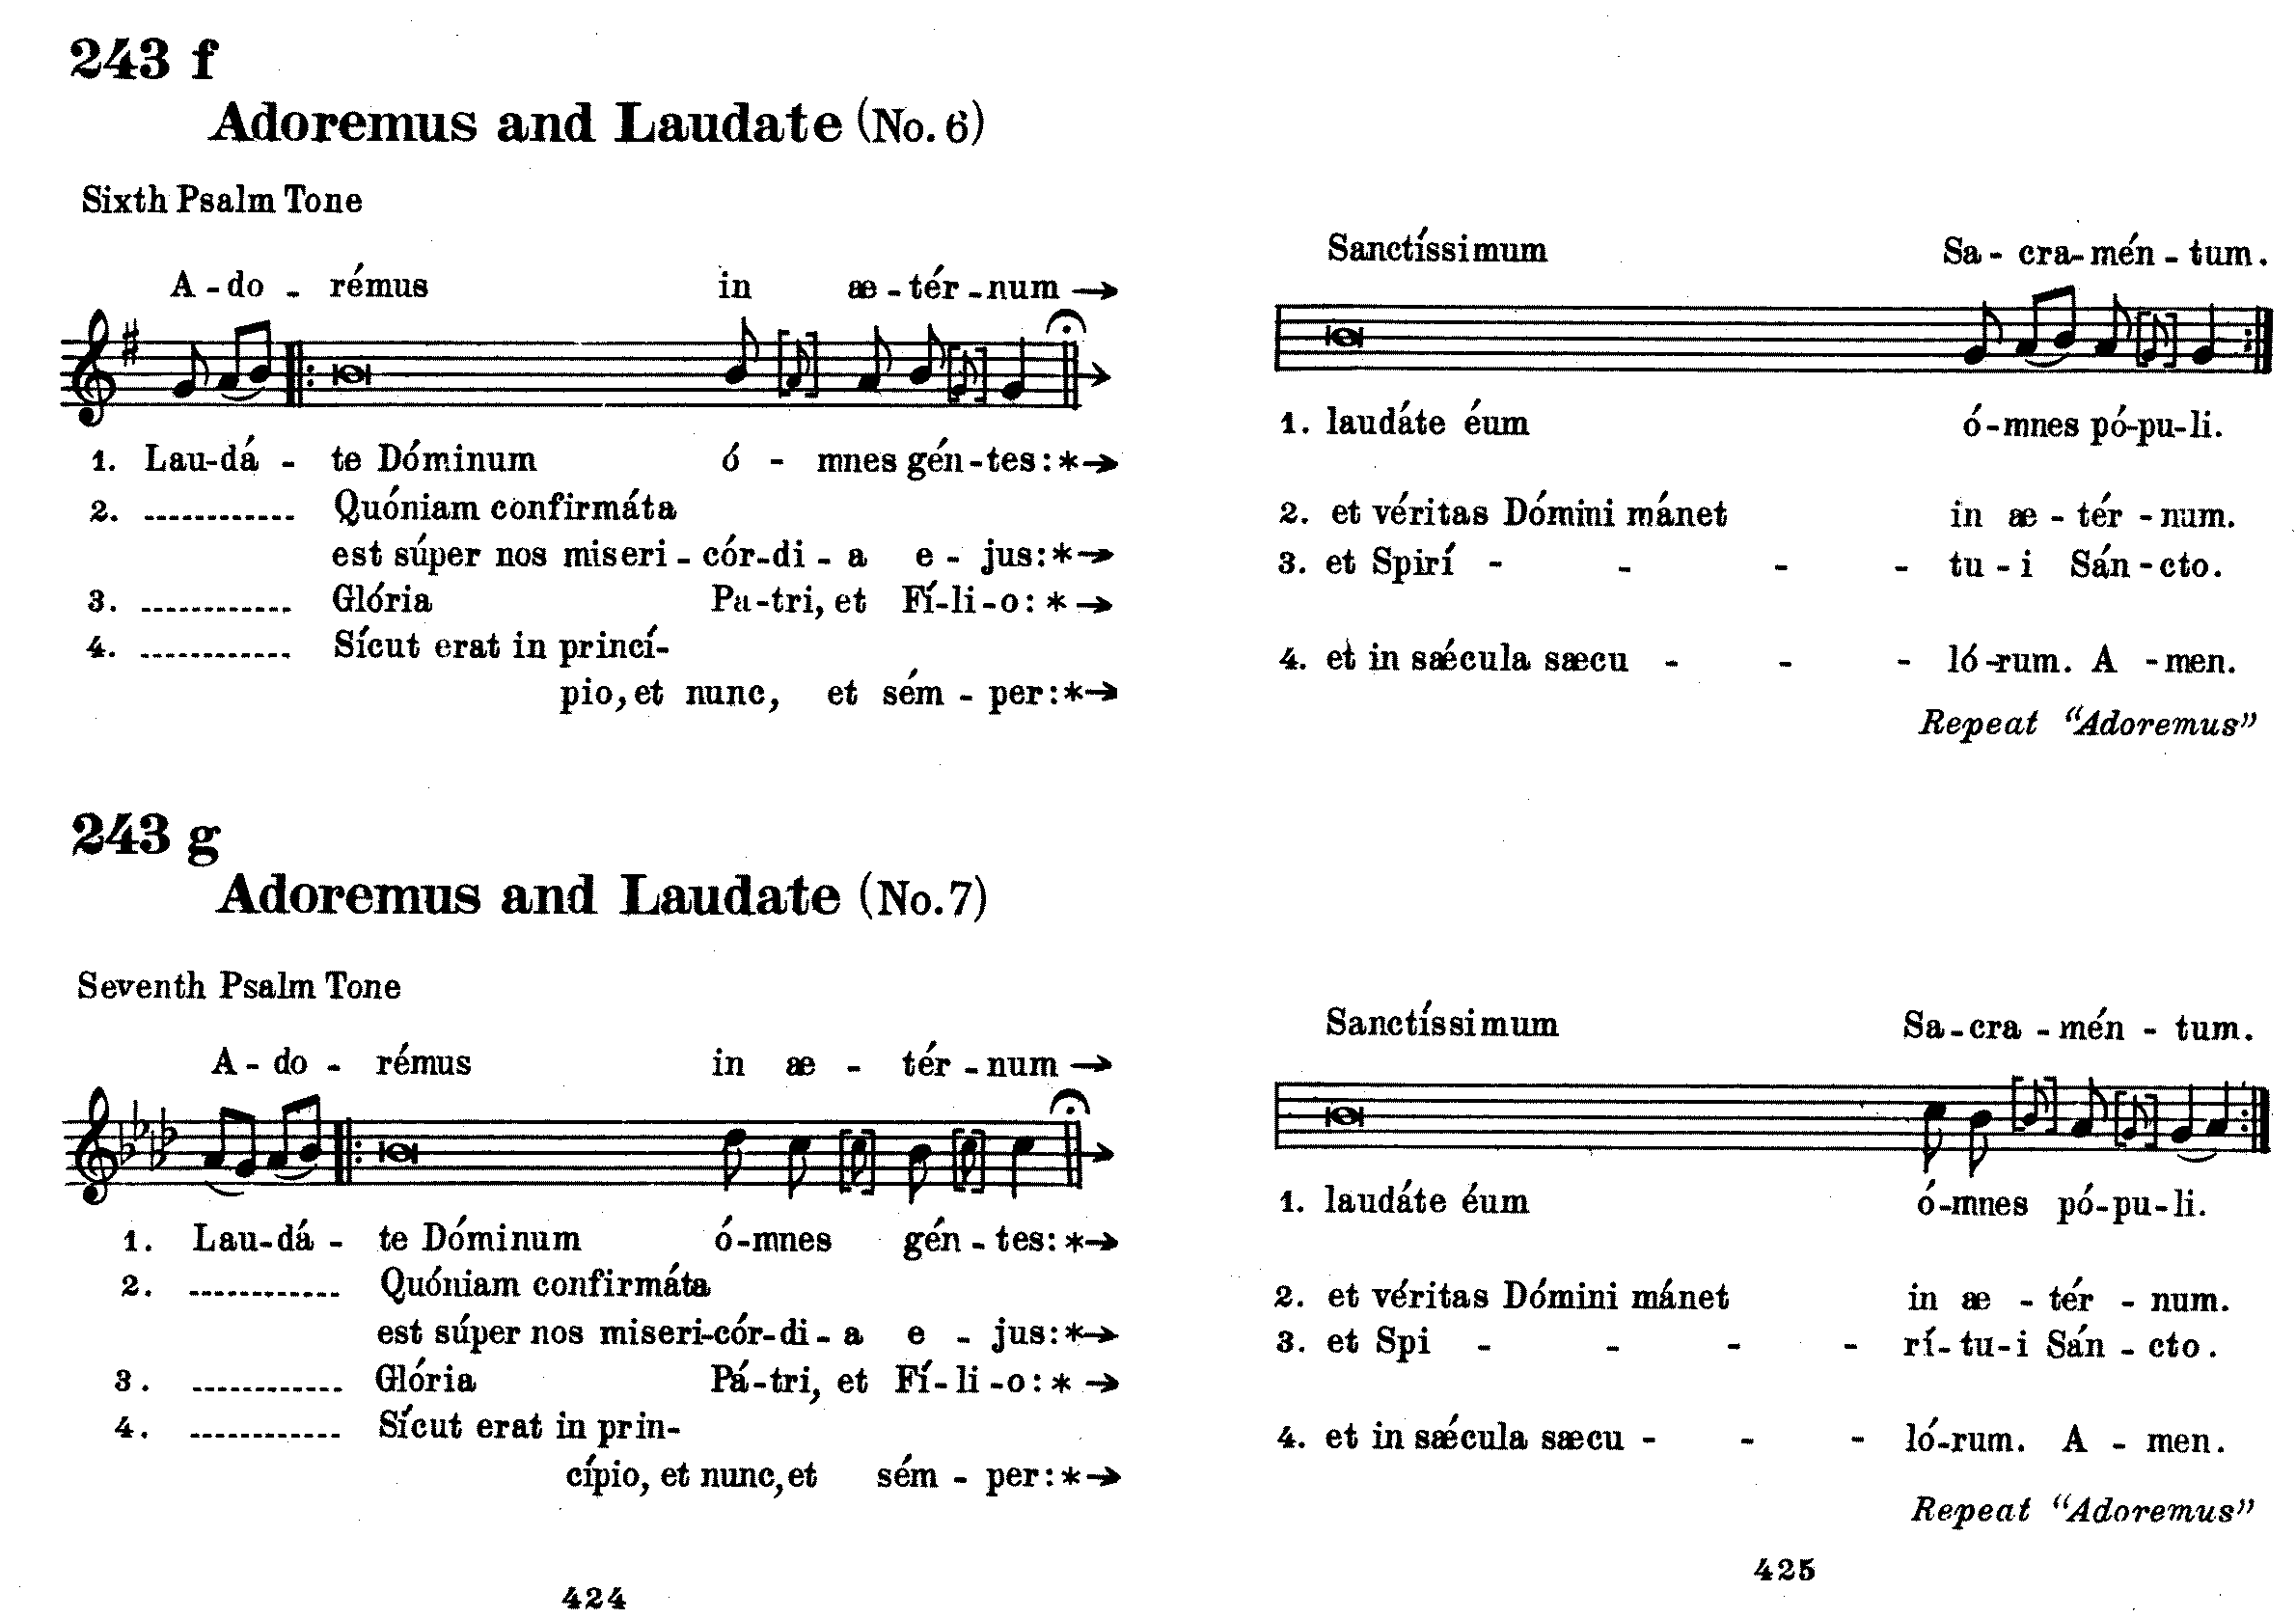 243 f
Adoremus and Laudate (No. 6)
Sixth Psalm Tone
A - do - rémus in æ - tér - num →
1. Lau-dá - te Dóminum ó - mnes gén - tes: * →
2. ............ Quóniam confirmáta
est súper nos miseri - cór - di - a e - jus: * →
3. ............ Glória Pa - tri, et Fí - li - o: * →
4. ............ Sícut erat in princí-
pio, et nunc, et sém - per: * →
Sanctíssimum Sa - cra - mén - tum.
1. laudáte éum ó - mnes pó-pu-li.
2. et véritas Dómini mánet in æ - tér - num.
3. et Spirí - - - - tu - i Sán - cto.
4. et in sǽcula sæcu - - - ló-rum. A - men.
Repeat "Adoremus"
243 g
Adoremus and Laudate (No. 7)
Seventh Psalm Tone
A - do - rémus in æ - tér - num →
1. Lau-dá - te Dóminum ó-mnes gén - tes: * →
2. ............ Quóniam confirmáta
est súper nos miseri-cór-di - a e - jus: * →
3. ............ Glória Pá-tri, et Fí - li - o: * →
4. ............ Sícut erat in prin-
cípio, et nunc, et sém - per: * →
Sanctíssimum Sa - cra - mén - tum.
1. laudáte éum ó-mnes pó-pu-li.
2. et véritas Dómini mánet in æ - tér - num.
3. et Spi - - - - rí-tu-i Sán - cto.
4. et in sǽcula sæcu - - - ló-rum. A - men.
Repeat "Adoremus"
424
425